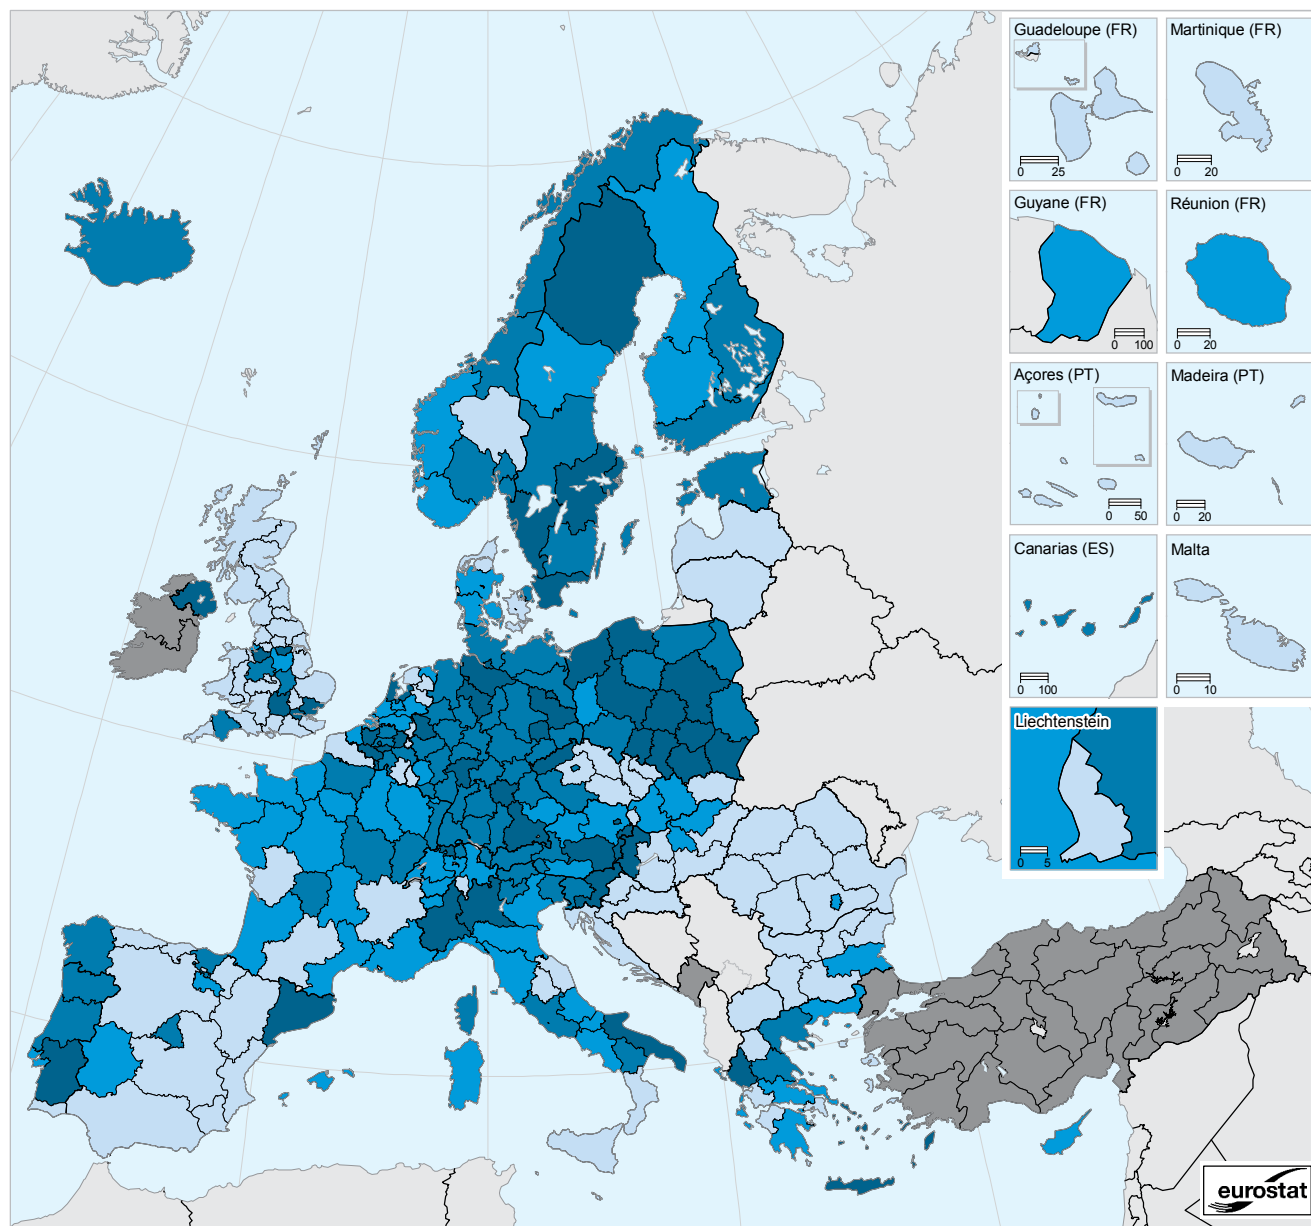 Guadeloupe (FR)
0 25
Martinique (FR)
0 20
Guyane (FR)
0 100
Réunion (FR)
0 20
Açores (PT)
0 50
Madeira (PT)
0 20
Canarias (ES)
0 100
Malta
0 10
Liechtenstein
0 5
eurostat